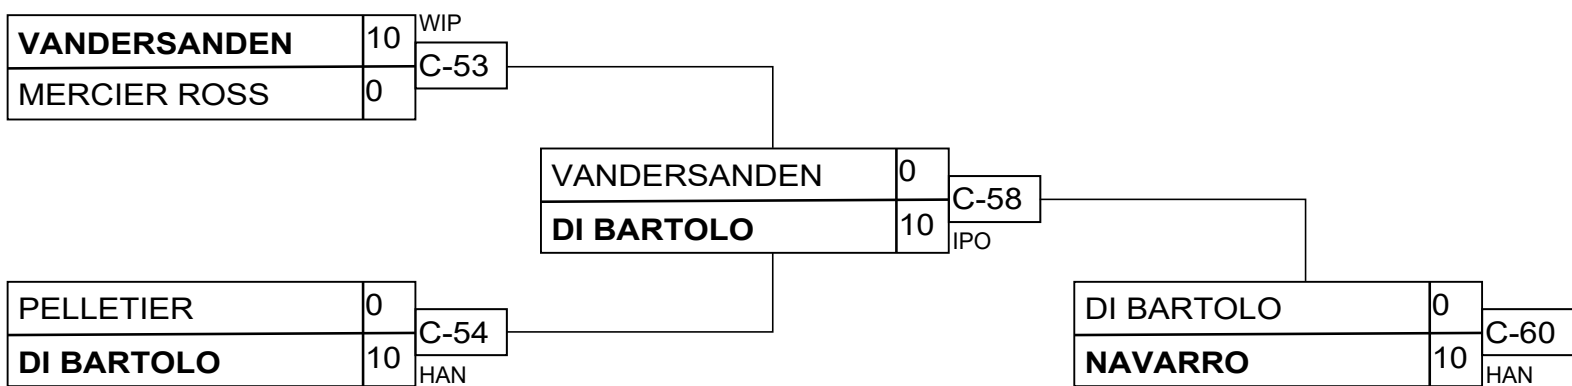 VANDERSANDEN 10 WIP
C-53
MERCIER ROSS 0
VANDERSANDEN 0
C-58
DI BARTOLO 10 IPO
PELLETIER 0
C-54
DI BARTOLO 10 HAN
DI BARTOLO 0
C-60
NAVARRO 10 HAN